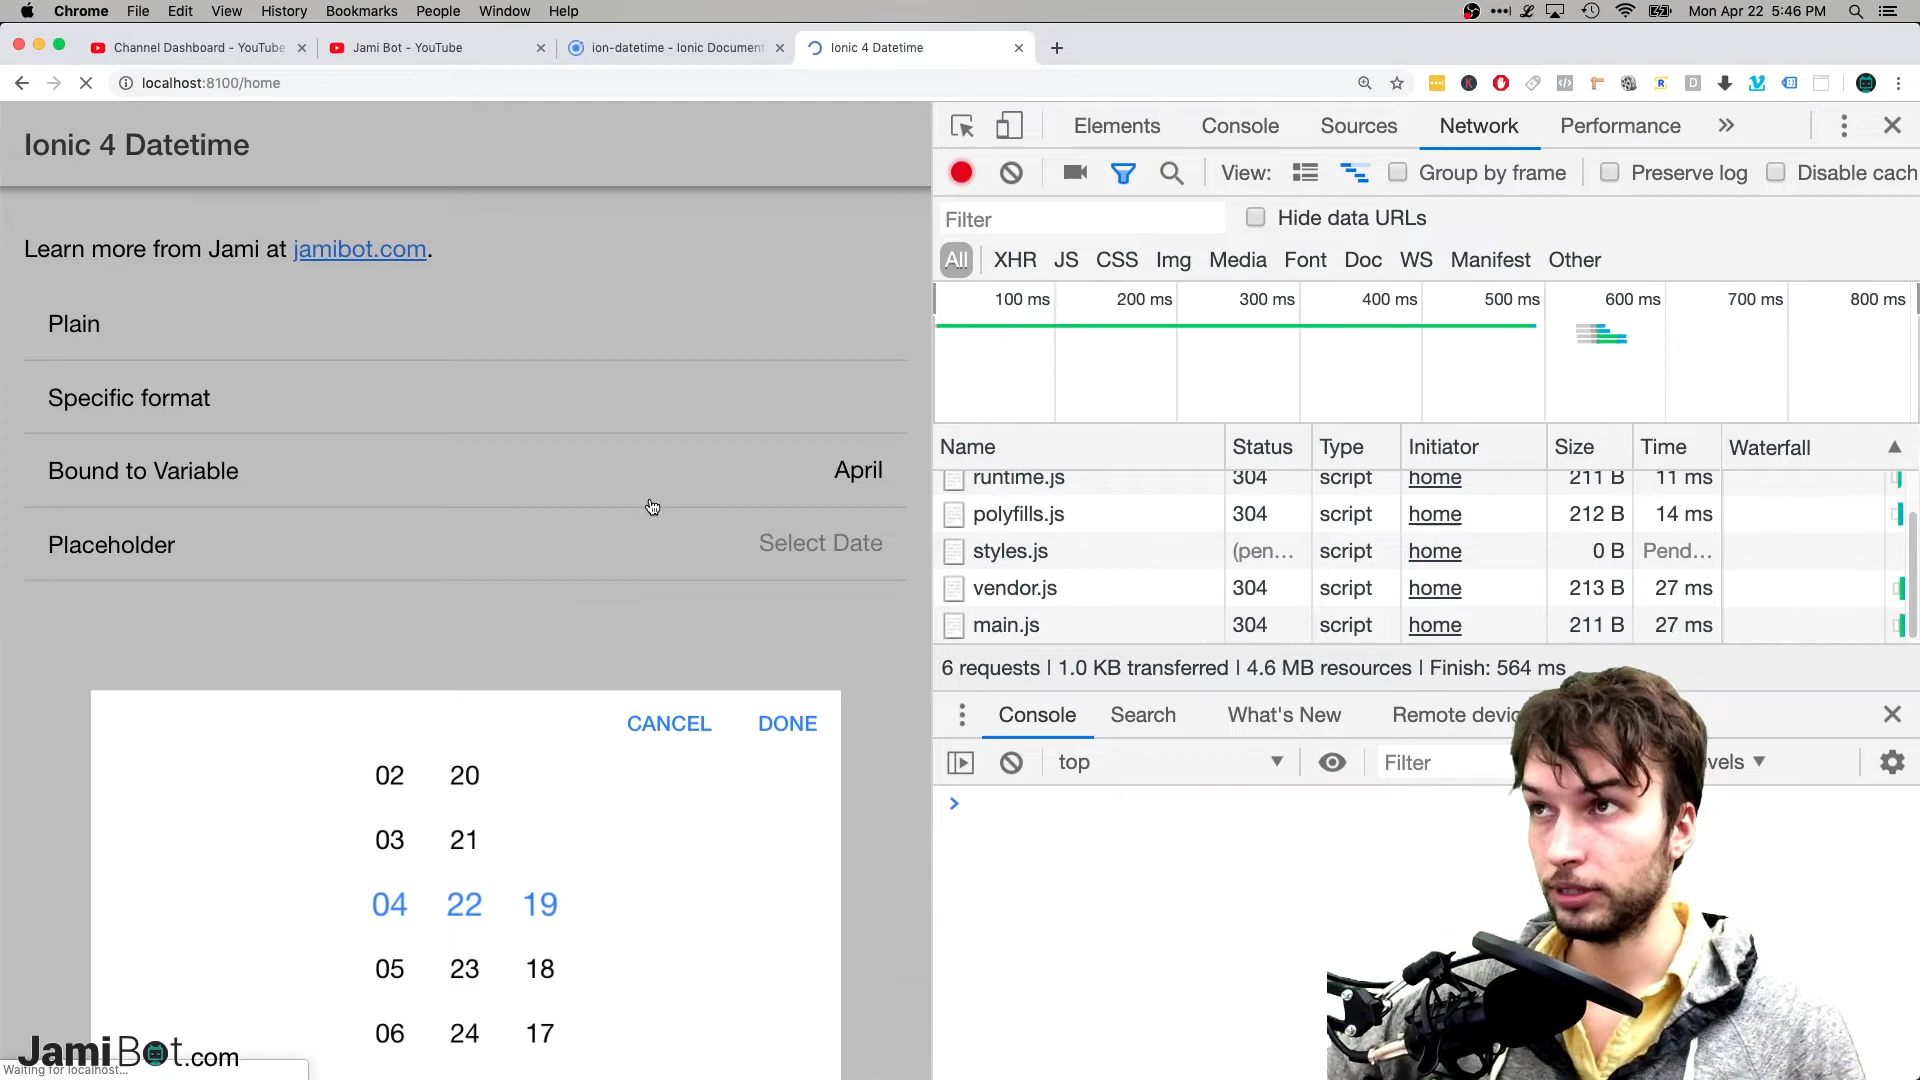 Chrome File Edit View History Bookmarks People Window Help Mon Apr 22 5:46 PM
Channel Dashboard - YouTube Jami Bot - YouTube ion-datetime - Ionic Document Ionic 4 Datetime
localhost:8100/home
Ionic 4 Datetime
Learn more from Jami at jamibot.com.
Plain
Specific format
Bound to Variable April
Placeholder Select Date
CANCEL DONE
02 20
03 21
04 22 19
05 23 18
06 24 17
JamiBot.com
Waiting for localhost...
Elements Console Sources Network Performance
View: Group by frame Preserve log Disable cach
Filter Hide data URLs
All XHR JS CSS Img Media Font Doc WS Manifest Other
100 ms 200 ms 300 ms 400 ms 500 ms 600 ms 700 ms 800 ms
Name Status Type Initiator Size Time Waterfall
runtime.js 304 script home 211 B 11 ms
polyfills.js 304 script home 212 B 14 ms
styles.js (pen... script home 0 B Pend...
vendor.js 304 script home 213 B 27 ms
main.js 304 script home 211 B 27 ms
6 requests | 1.0 KB transferred | 4.6 MB resources | Finish: 564 ms
Console Search What's New Remote devic
top Filter vels